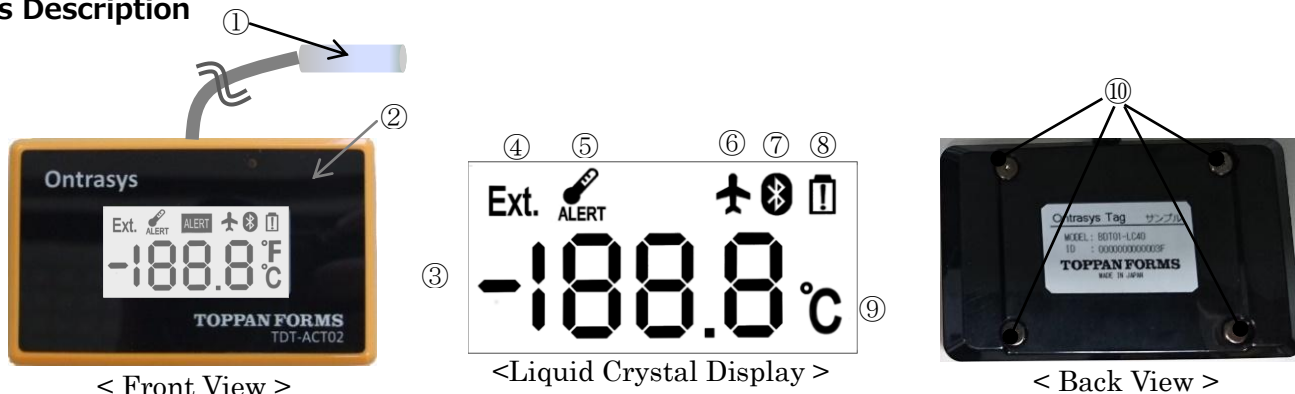 s Description
①
②
Ontrasys
Ext.
ALERT
ALERT
-188.8
°F
°C
TOPPAN FORMS
TDT-ACT02
< Front View >
④ ⑤ ⑥ ⑦ ⑧
Ext.
ALERT
③
-188.8 °C
⑨
<Liquid Crystal Display >
⑩
Ontrasys Tag サンプル
MODEL : BDT01-LC40
ID : 0000000000003F
TOPPAN FORMS
MADE IN JAPAN
< Back View >